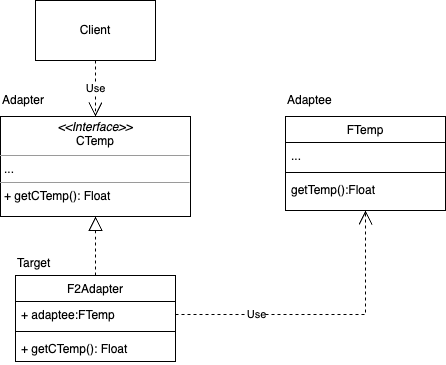 Client
Use
Adapter
Adaptee
<<Interface>>
CTemp
...
+ getCTemp(): Float
FTemp
...
getTemp():Float
Target
F2Adapter
+ adaptee:FTemp
+ getCTemp(): Float
Use